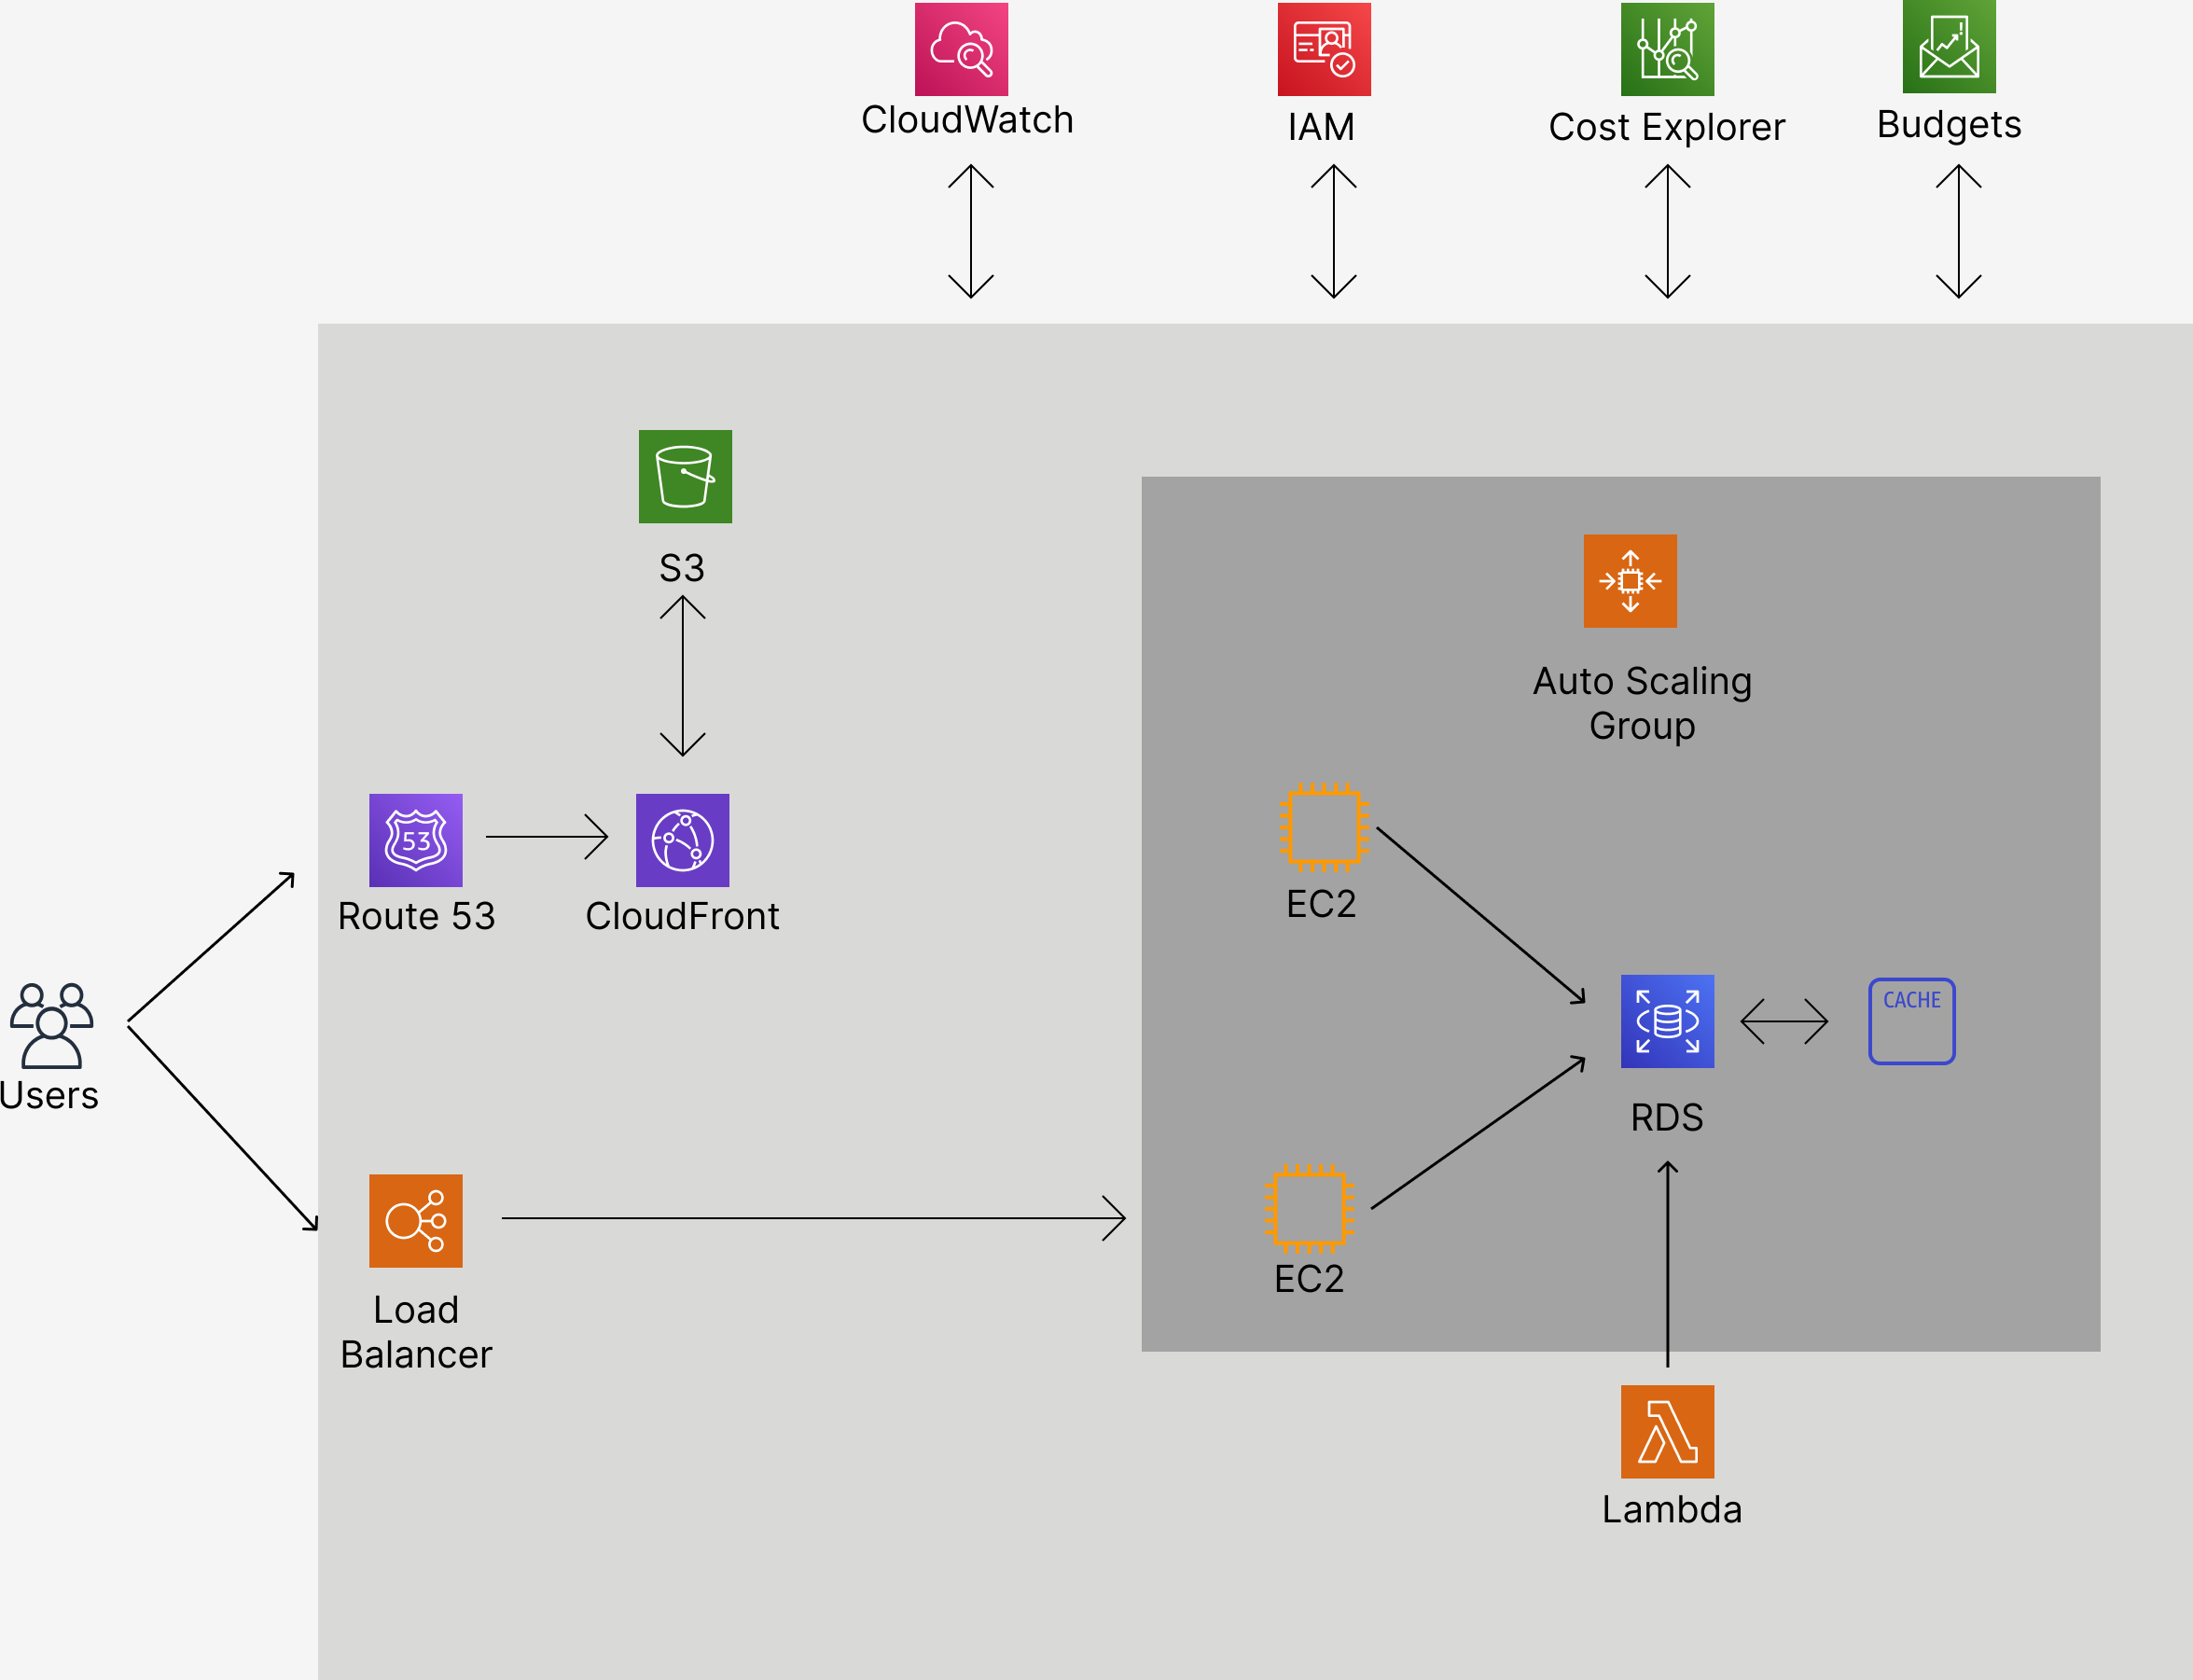 CloudWatch
IAM
Cost Explorer
Budgets
S3
Auto Scaling
Group
53
Route 53
CloudFront
EC2
Users
CACHE
RDS
EC2
Load
Balancer
Lambda